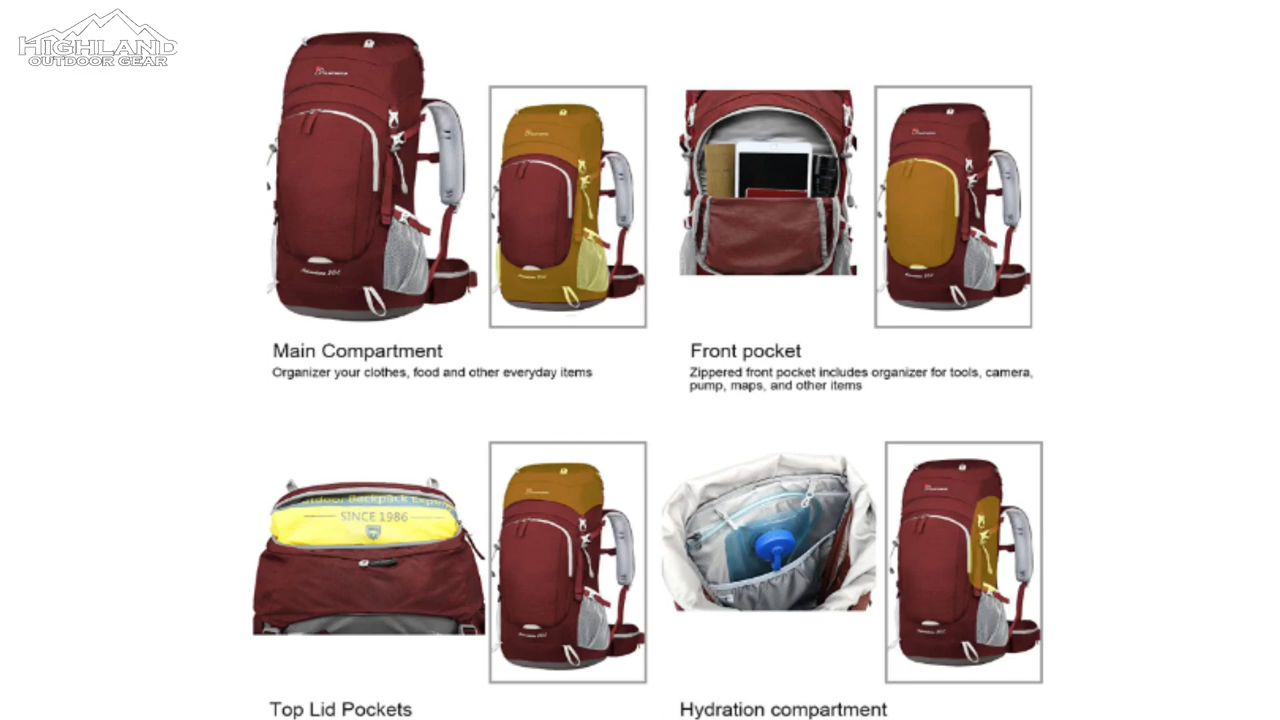 HIGHLAND
OUTDOOR GEAR
Main Compartment
Organizer your clothes, food and other everyday items
Front pocket
Zippered front pocket includes organizer for tools, camera,
pump, maps, and other items
SINCE 1986
Top Lid Pockets
Hydration compartment